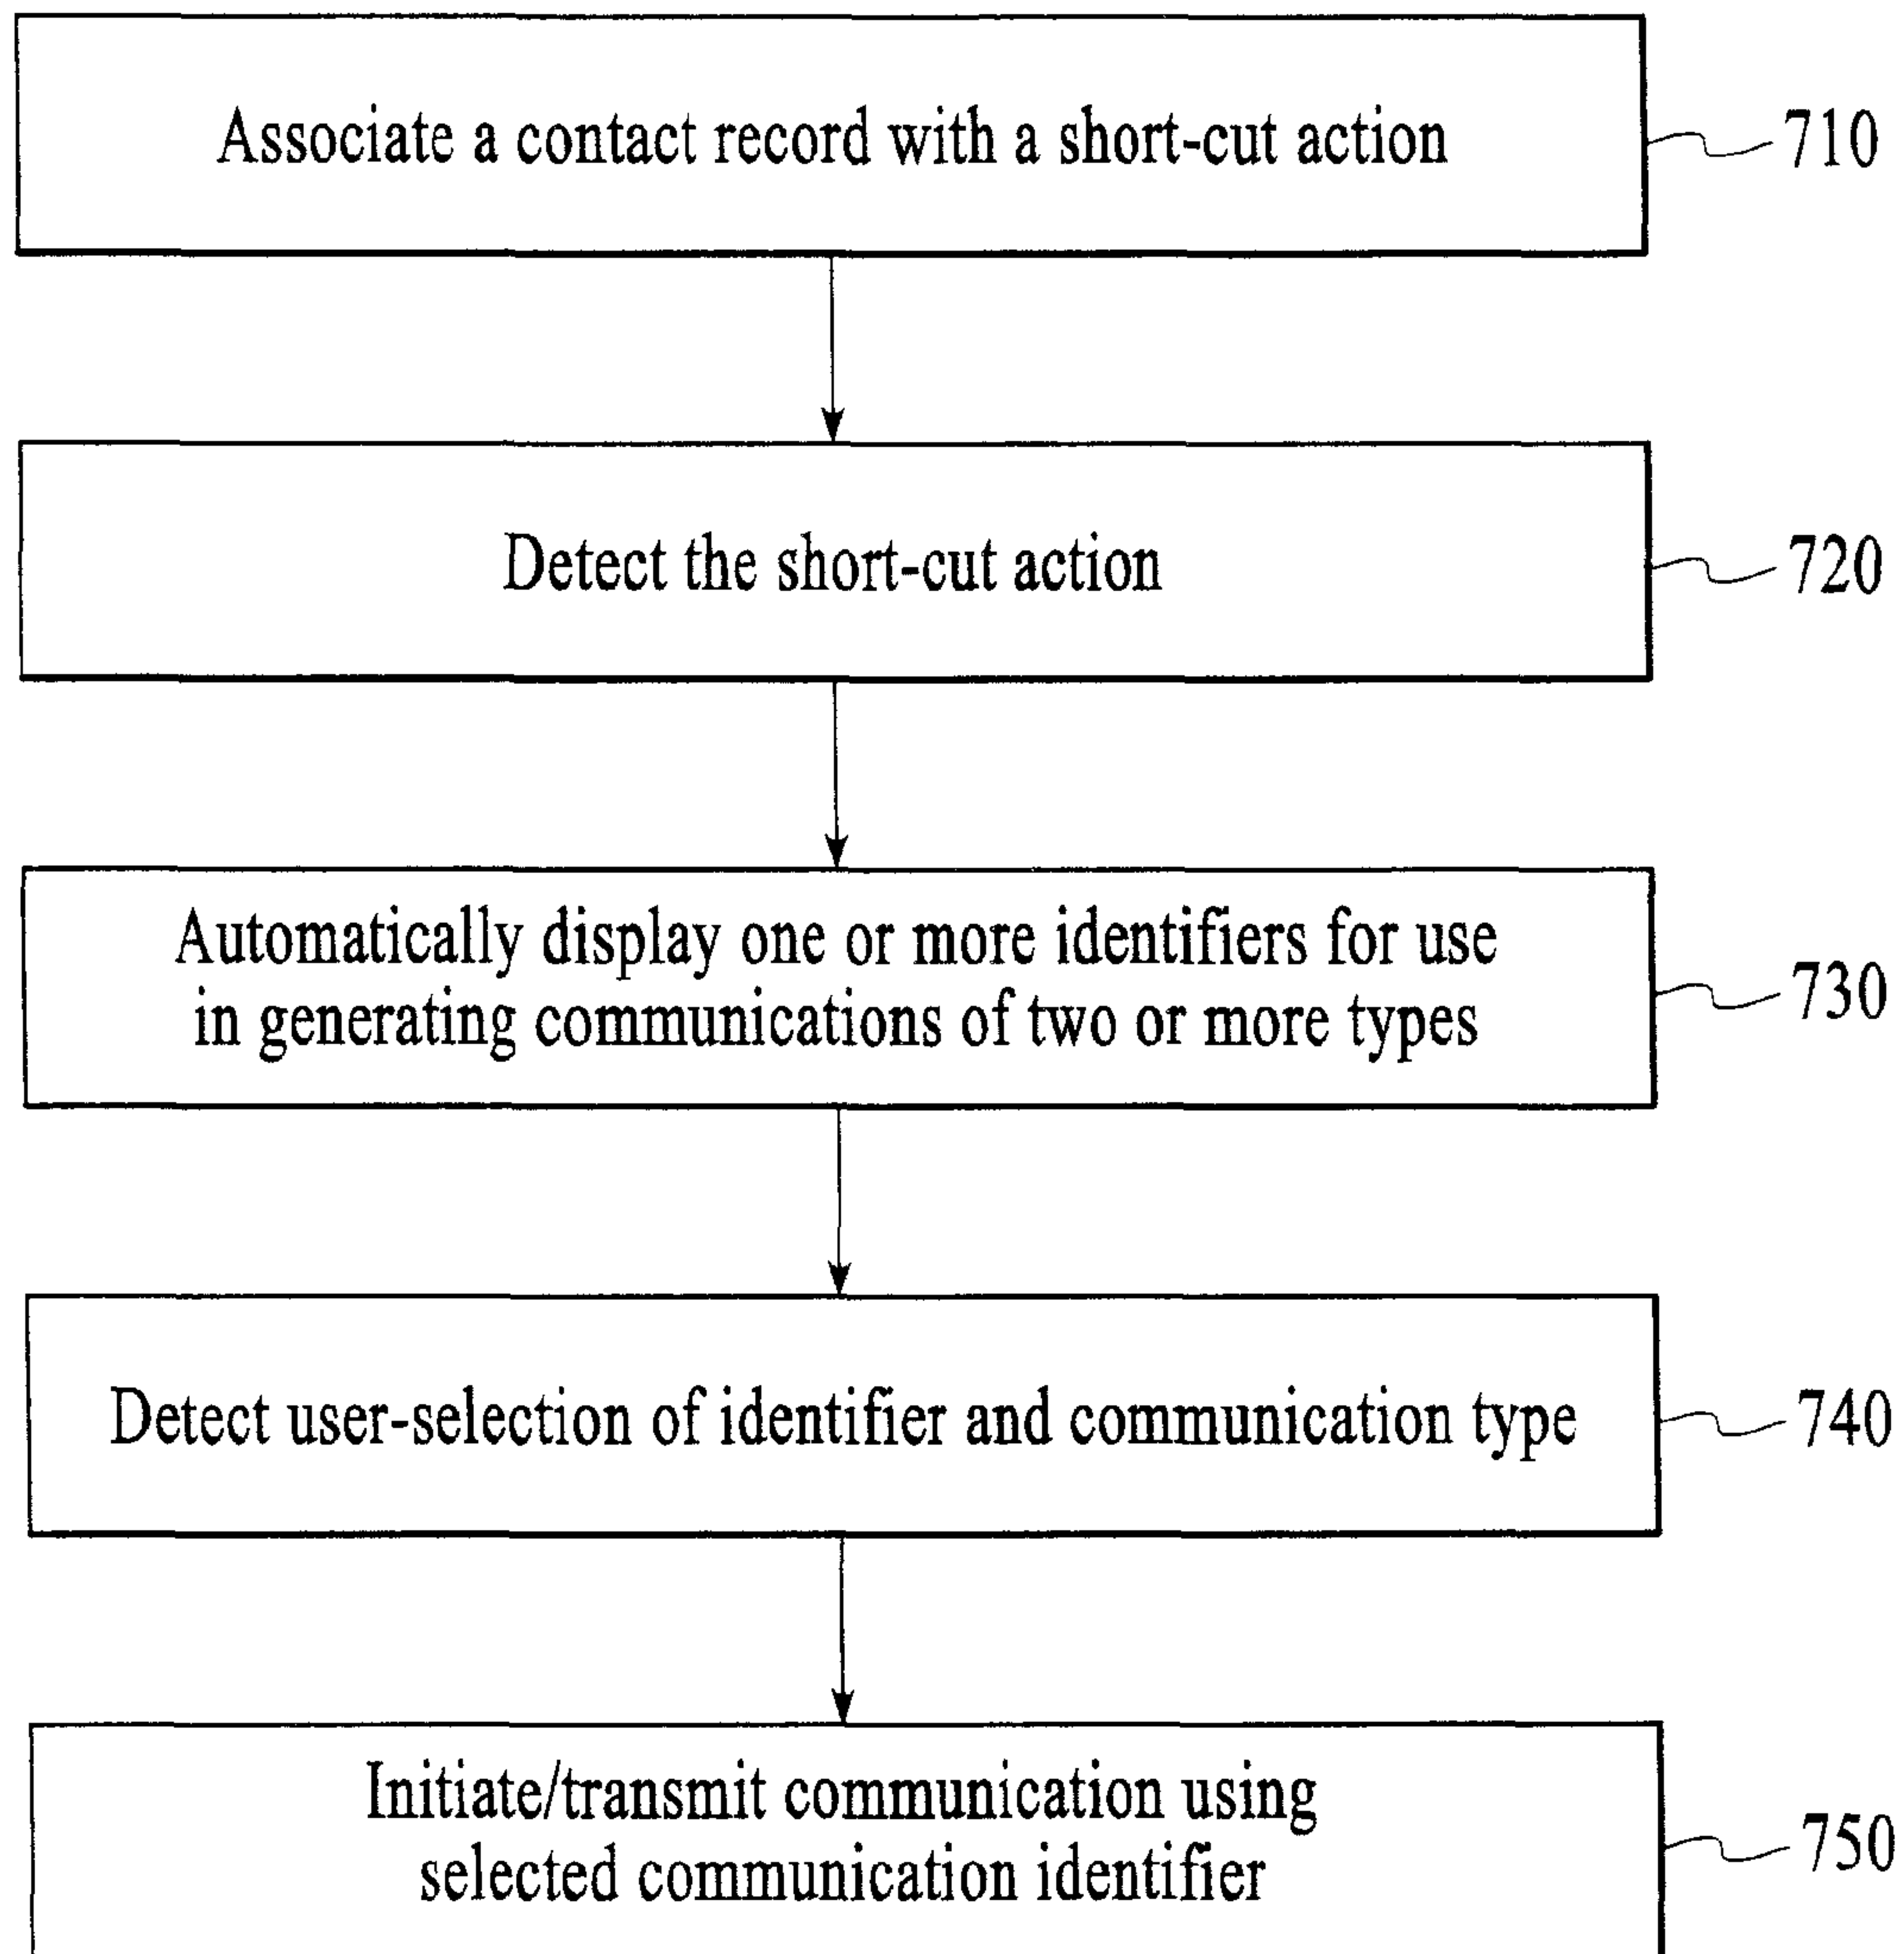 Associate a contact record with a short-cut action
710
Detect the short-cut action
720
Automatically display one or more identifiers for use
in generating communications of two or more types
730
Detect user-selection of identifier and communication type
740
Initiate/transmit communication using
selected communication identifier
750